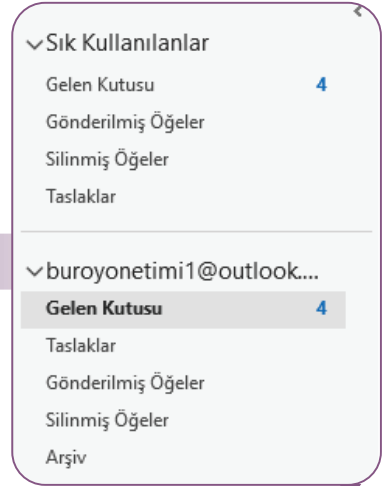 Sık Kullanılanlar
Gelen Kutusu 4
Gönderilmiş Öğeler
Silinmiş Öğeler
Taslaklar
buroyonetimi1@outlook....
Gelen Kutusu 4
Taslaklar
Gönderilmiş Öğeler
Silinmiş Öğeler
Arşiv